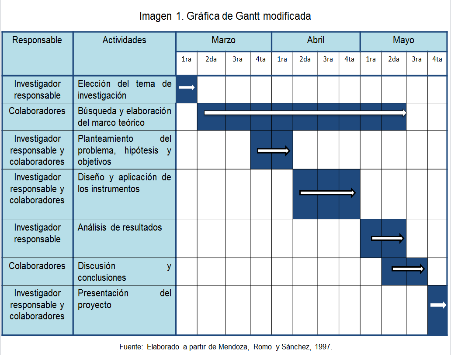 Imagen 1. Gráfica de Gantt modificada
Responsable Actividades Marzo Abril Mayo
1ra 2da 3ra 4ta 1ra 2da 3ra 4ta 1ra 2da 3ra 4ta
Investigador Elección del tema de
responsable investigación
Colaboradores Búsqueda y elaboración
del marco teórico
Investigador Planteamiento del
responsable y problema, hipótesis y
colaboradores objetivos
Investigador Diseño y aplicación de
responsable y los instrumentos
colaboradores
Investigador Análisis de resultados
responsable
Colaboradores Discusión y
conclusiones
Investigador Presentación del
responsable y proyecto
colaboradores
Fuente: Elaborado a partir de Mendoza, Romo y Sánchez, 1997.